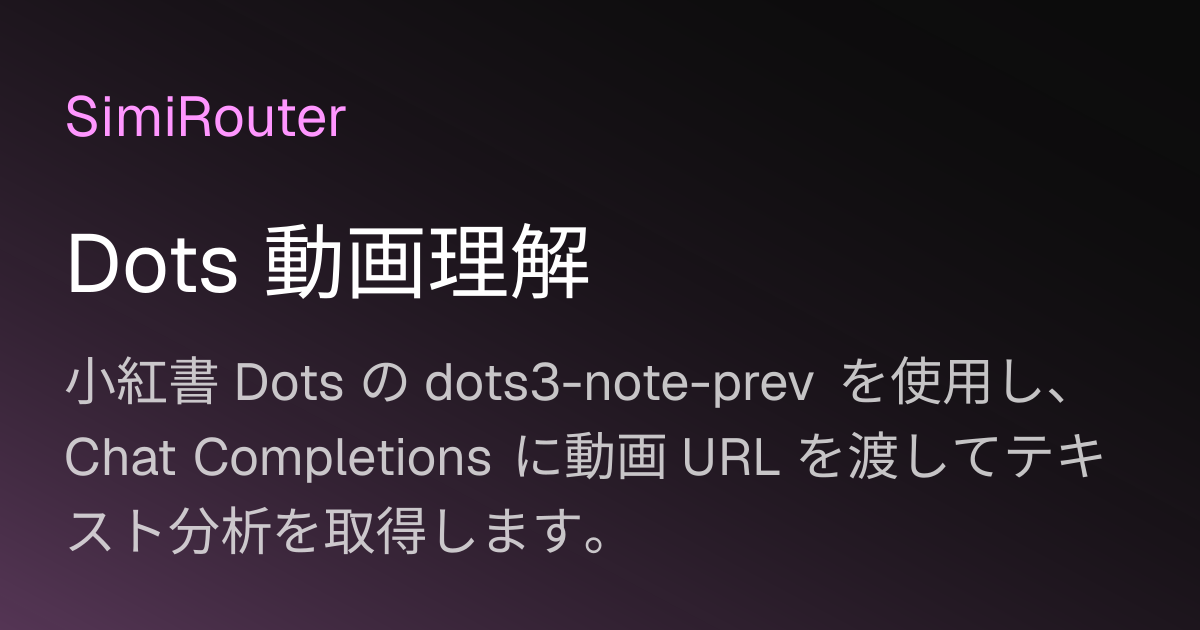 SimiRouter
Dots 動画理解
小紅書 Dots の dots3-note-prev を使用し、
Chat Completions に動画 URL を渡してテキ
スト分析を取得します。